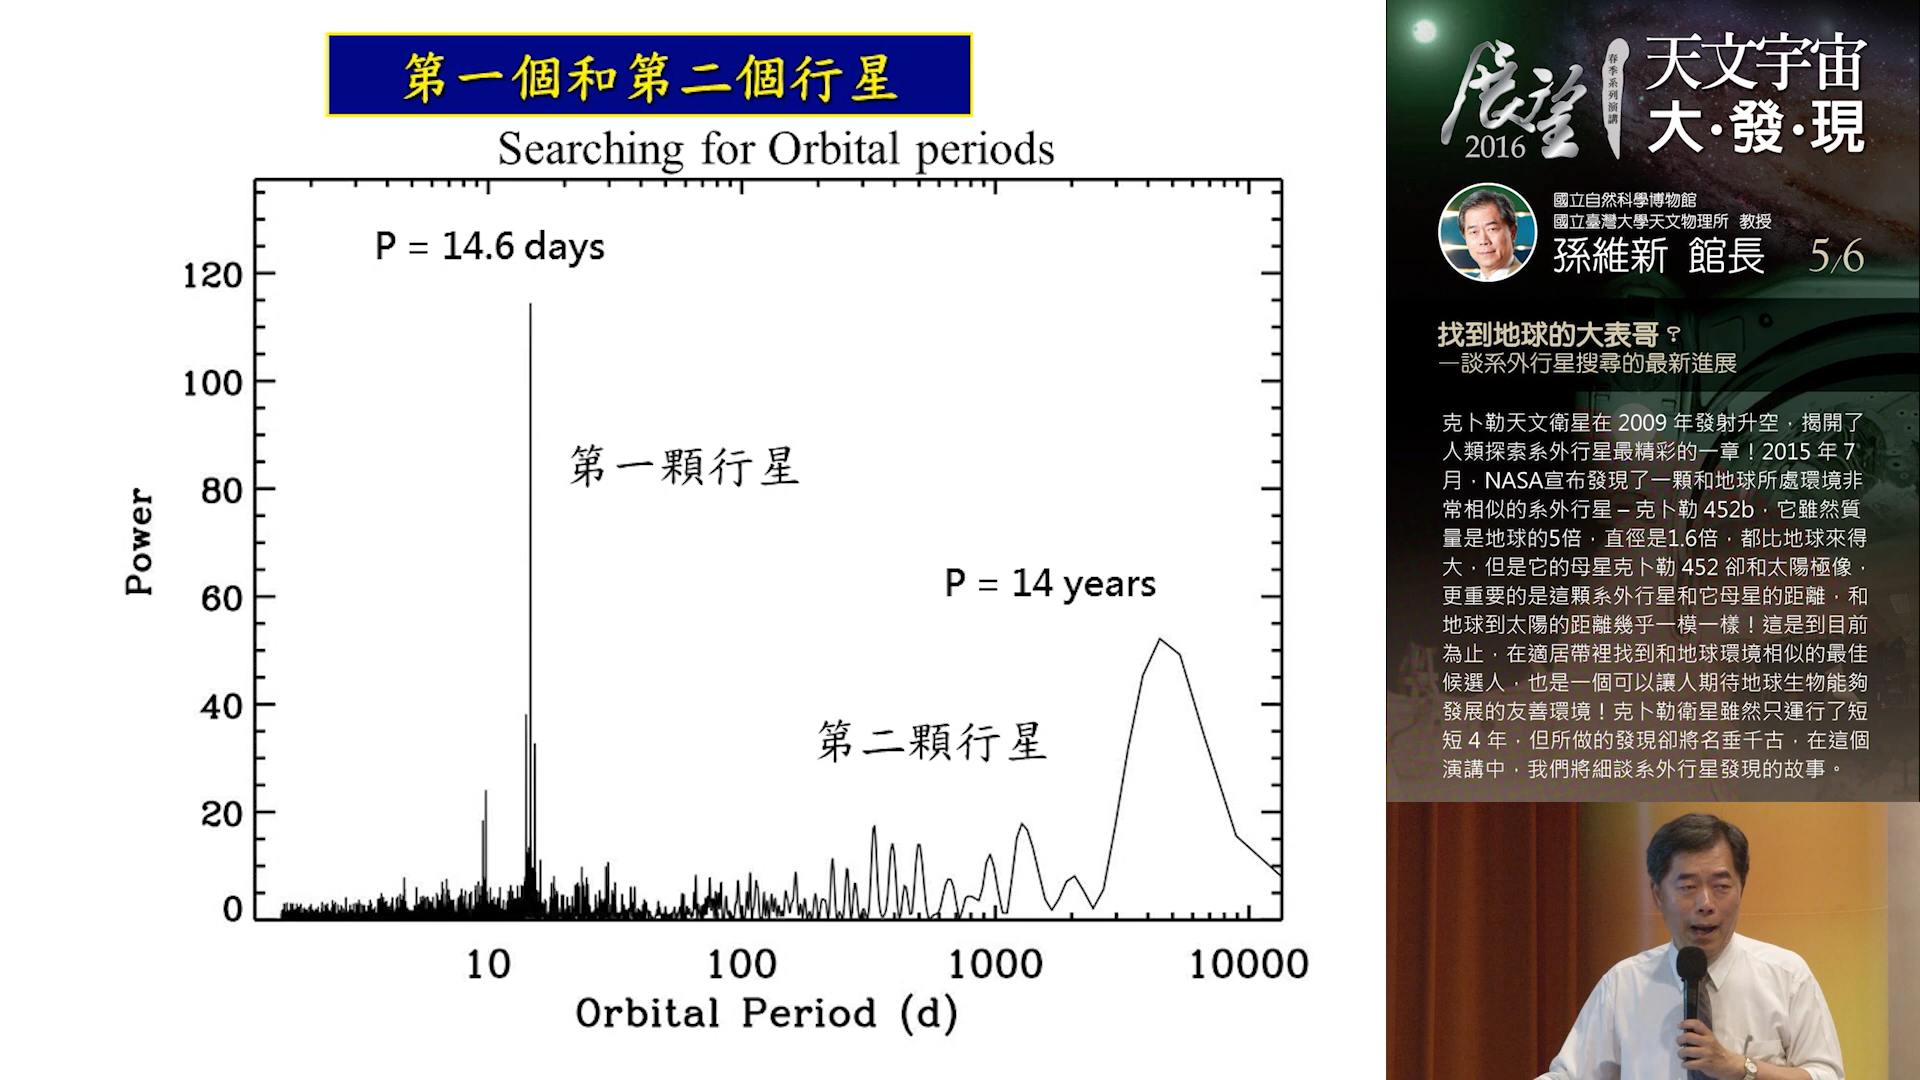 第一個和第二個行星
Searching for Orbital periods
P = 14.6 days
第一顆行星
P = 14 years
第二顆行星
120
100
80
60
40
20
0
Power
10
100
1000
10000
Orbital Period (d)
展望
2016
春季系列演講
天文宇宙
大·發·現
國立自然科學博物館
國立臺灣大學天文物理所 教授
孫維新 館長
5/6
找到地球的大表哥?
—談系外行星搜尋的最新進展
克卜勒天文衛星在 2009 年發射升空,揭開了
人類探索系外行星最精彩的一章!2015 年 7
月,NASA宣布發現了一顆和地球所處環境非
常相似的系外行星 – 克卜勒 452b,它雖然質
量是地球的5倍,直徑是1.6倍,都比地球來得
大,但是它的母星克卜勒 452 卻和太陽極像,
更重要的是這顆系外行星和它母星的距離,和
地球到太陽的距離幾乎一模一樣!這是到目前
為止,在適居帶裡找到和地球環境相似的最佳
候選人,也是一個可以讓人期待地球生物能夠
發展的友善環境!克卜勒衛星雖然只運行了短
短 4 年,但所做的發現卻將名垂千古,在這個
演講中,我們將細談系外行星發現的故事。